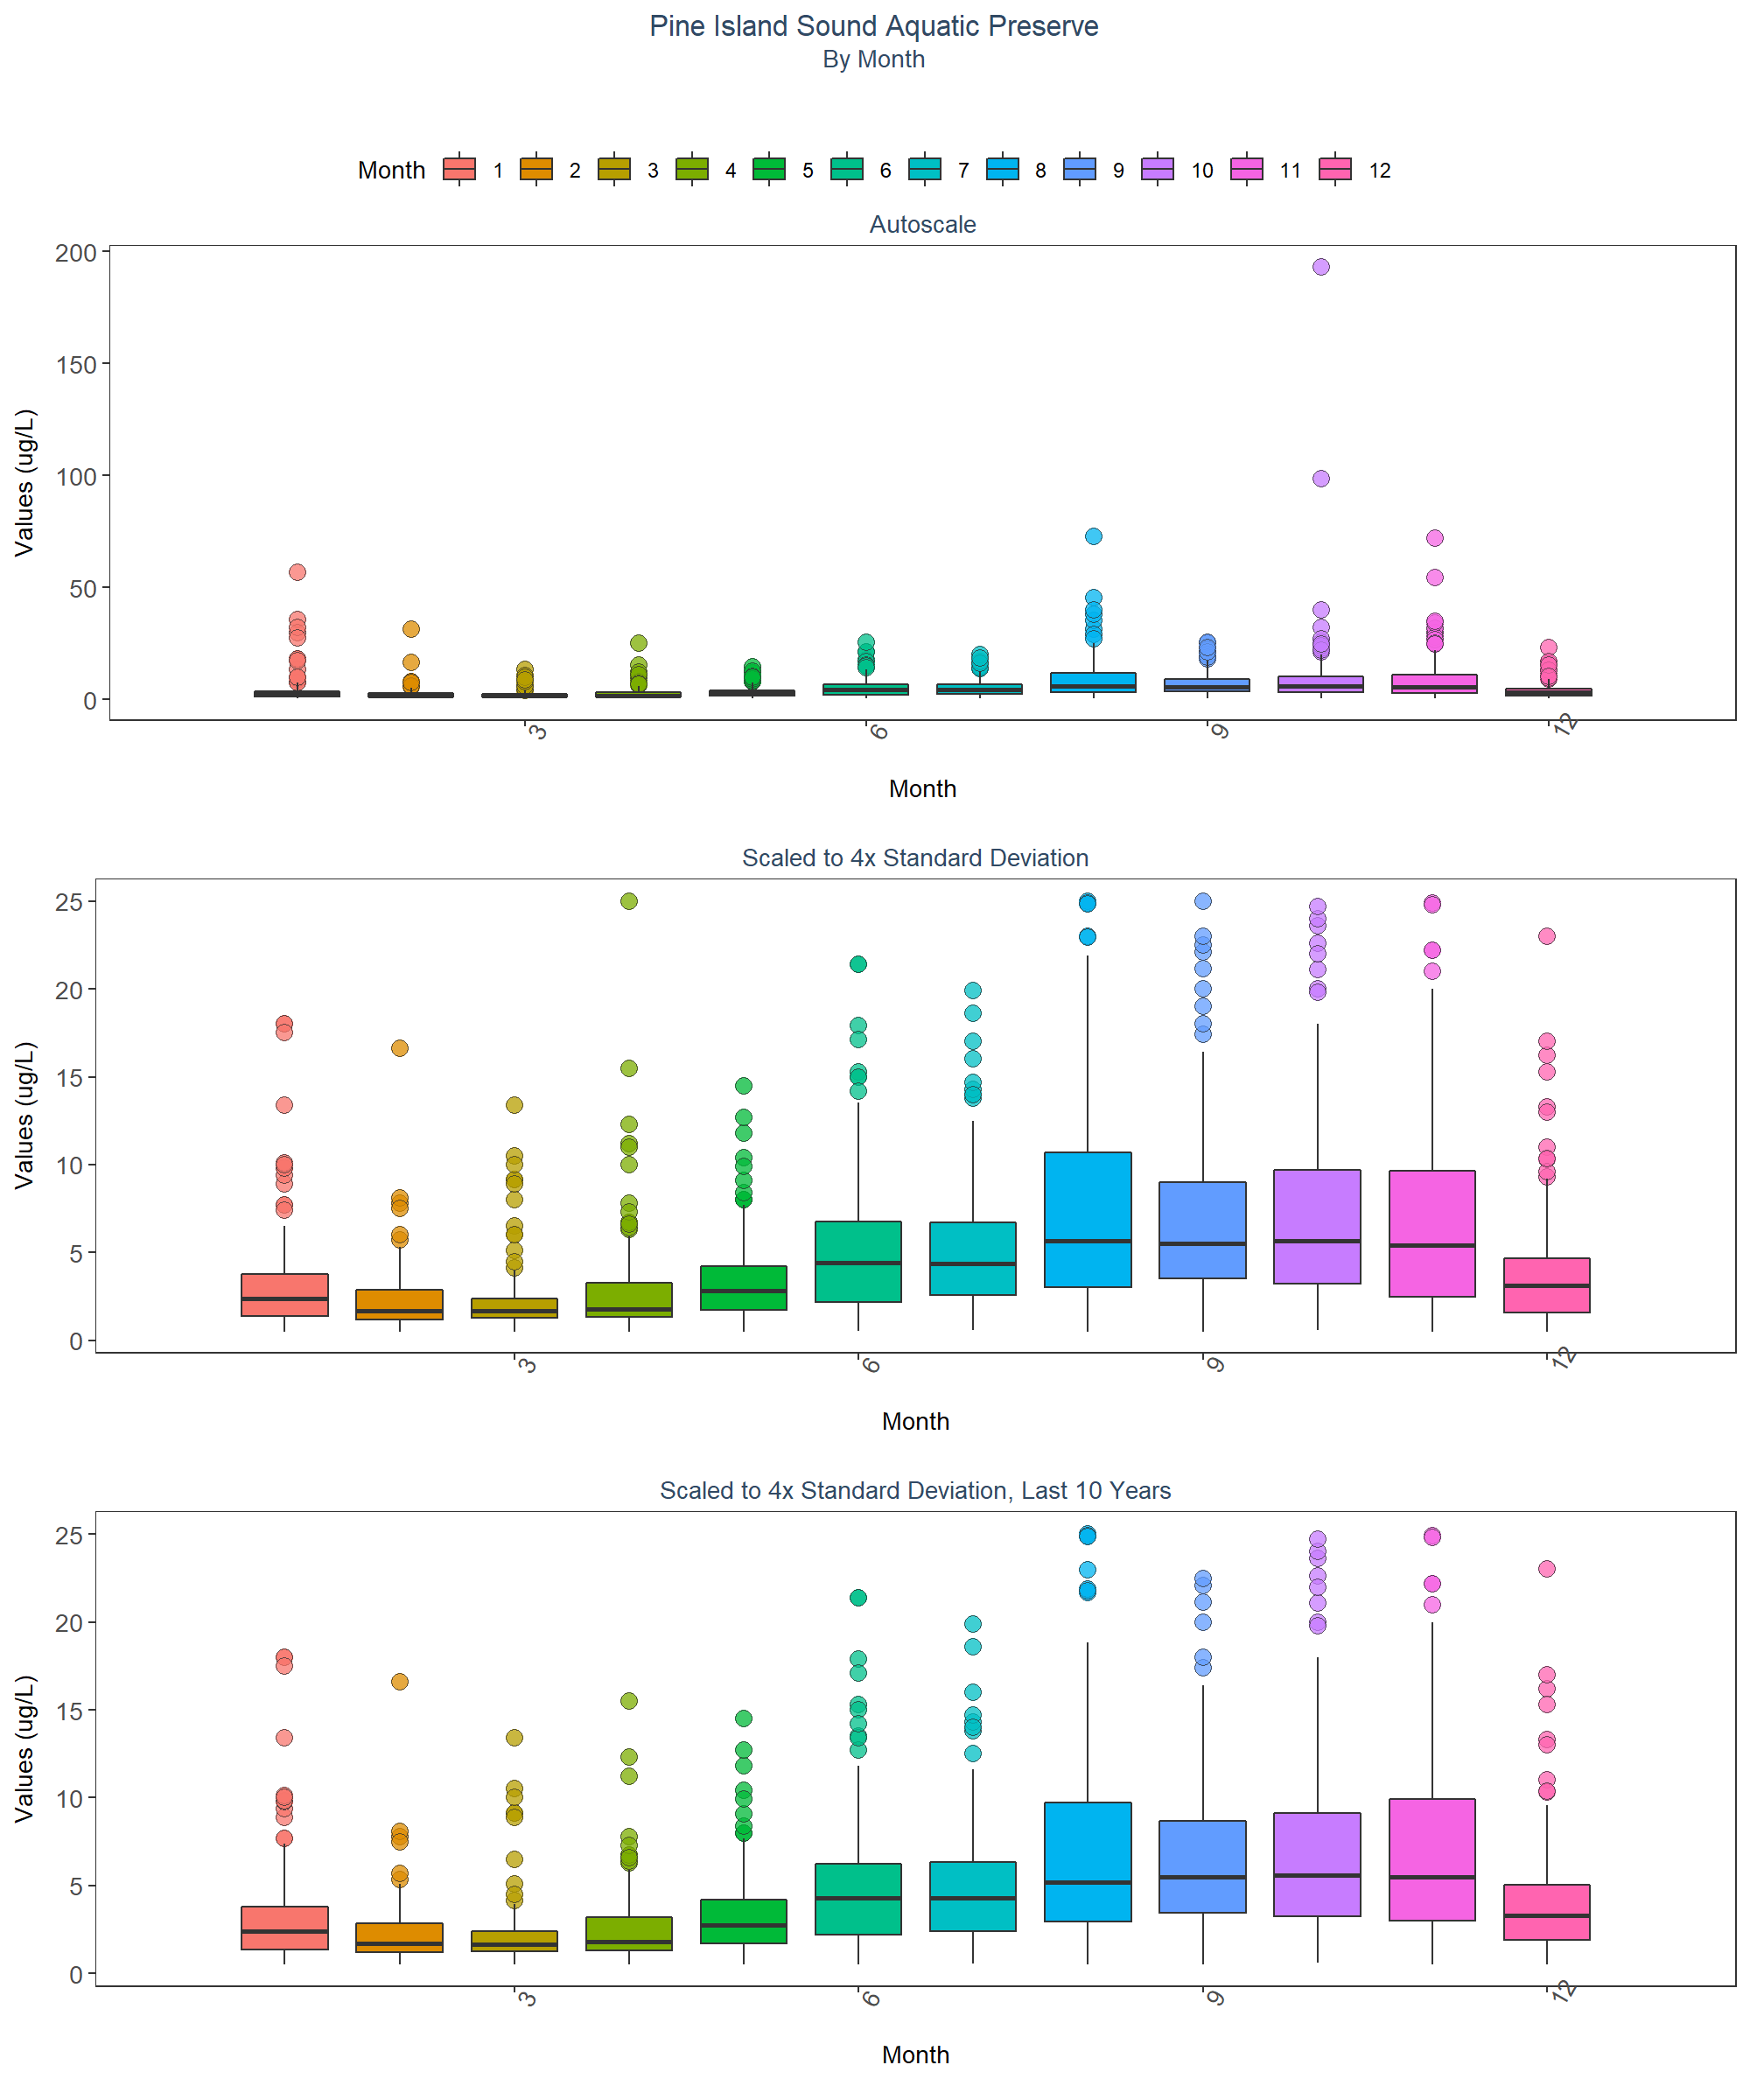 Pine Island Sound Aquatic Preserve
By Month
Month 1 2 3 4 5 6 7 8 9 10 11 12
Autoscale
Values (ug/L)
200
150
100
50
0
3 6 9 12
Month
Scaled to 4x Standard Deviation
Values (ug/L)
25
20
15
10
5
0
3 6 9 12
Month
Scaled to 4x Standard Deviation, Last 10 Years
Values (ug/L)
25
20
15
10
5
0
3 6 9 12
Month